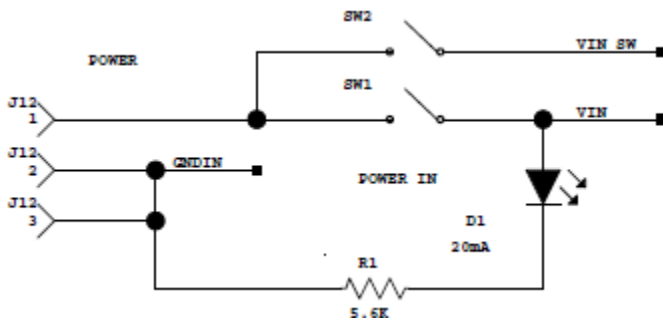 SW2
VIN SW
POWER
J12
1
SW1
VIN
J12
2
GNDIN
POWER IN
J12
3
D1
20mA
R1
5.6K